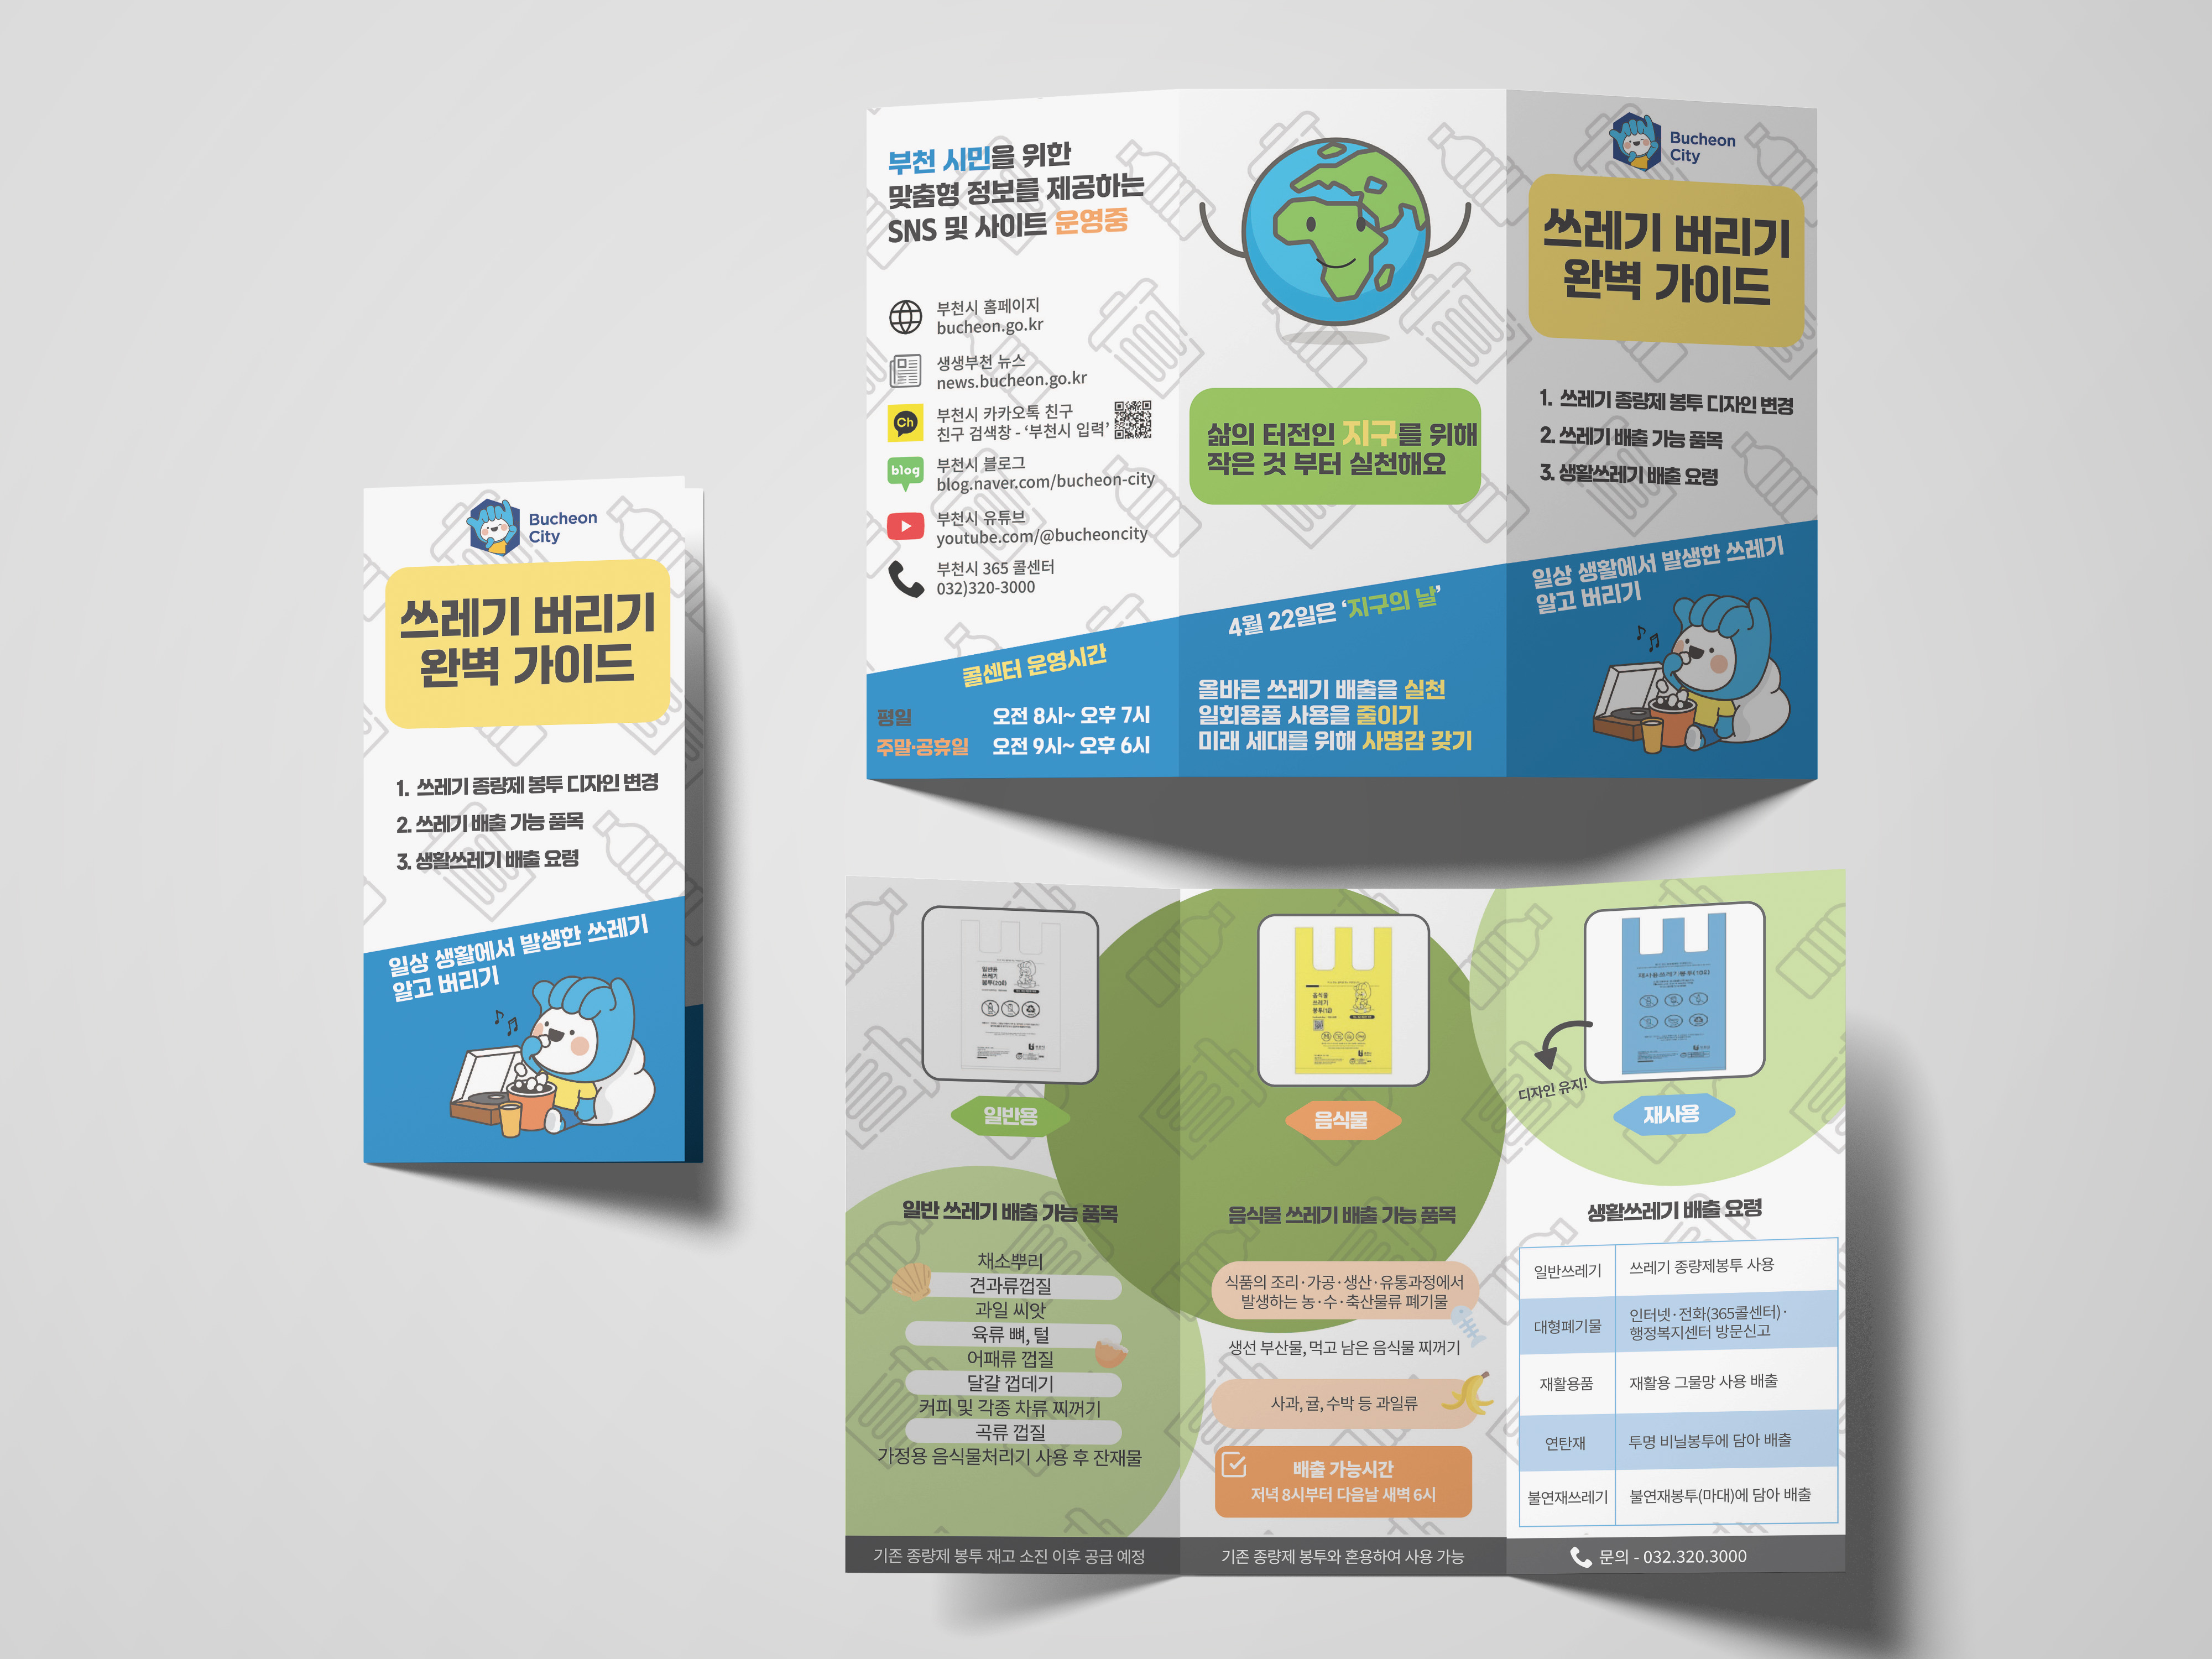 Bucheon
City
쓰레기 버리기
완벽 가이드
1. 쓰레기 종량제 봉투 디자인 변경
2. 쓰레기 배출 가능 품목
3. 생활쓰레기 배출 요령
일상 생활에서 발생한 쓰레기
알고 버리기
부천 시민을 위한
맞춤형 정보를 제공하는
SNS 및 사이트 운영중
부천시 홈페이지
bucheon.go.kr
생생부천 뉴스
news.bucheon.go.kr
Ch
부천시 카카오톡 친구
친구 검색창 - ‘부천시 입력’
blog
부천시 블로그
blog.naver.com/bucheon-city
부천시 유튜브
youtube.com/@bucheoncity
부천시 365 콜센터
032)320-3000
콜센터 운영시간
평일 오전 8시~ 오후 7시
주말·공휴일 오전 9시~ 오후 6시
삶의 터전인 지구를 위해
작은 것 부터 실천해요
4월 22일은 ‘지구의 날’
올바른 쓰레기 배출을 실천
일회용품 사용을 줄이기
미래 세대를 위해 사명감 갖기
Bucheon
City
쓰레기 버리기
완벽 가이드
1. 쓰레기 종량제 봉투 디자인 변경
2. 쓰레기 배출 가능 품목
3. 생활쓰레기 배출 요령
일상 생활에서 발생한 쓰레기
알고 버리기
일반용
쓰레기
봉투(20ℓ)
일반용
일반 쓰레기 배출 가능 품목
채소뿌리
견과류껍질
과일 씨앗
육류 뼈, 털
어패류 껍질
달걀 껍데기
커피 및 각종 차류 찌꺼기
곡류 껍질
가정용 음식물처리기 사용 후 잔재물
기존 종량제 봉투 재고 소진 이후 공급 예정
음식물
쓰레기
음식물
음식물 쓰레기 배출 가능 품목
식품의 조리·가공·생산·유통과정에서
발생하는 농·수·축산물류 폐기물
생선 부산물, 먹고 남은 음식물 찌꺼기
사과, 귤, 수박 등 과일류
배출 가능시간
저녁 8시부터 다음날 새벽 6시
기존 종량제 봉투와 혼용하여 사용 가능
재사용쓰레기봉투(10ℓ)
디자인 유지!
재사용
생활쓰레기 배출 요령
일반쓰레기 쓰레기 종량제봉투 사용
대형폐기물 인터넷·전화(365콜센터)·
행정복지센터 방문신고
재활용품 재활용 그물망 사용 배출
연탄재 투명 비닐봉투에 담아 배출
불연재쓰레기 불연재봉투(마대)에 담아 배출
문의 - 032.320.3000